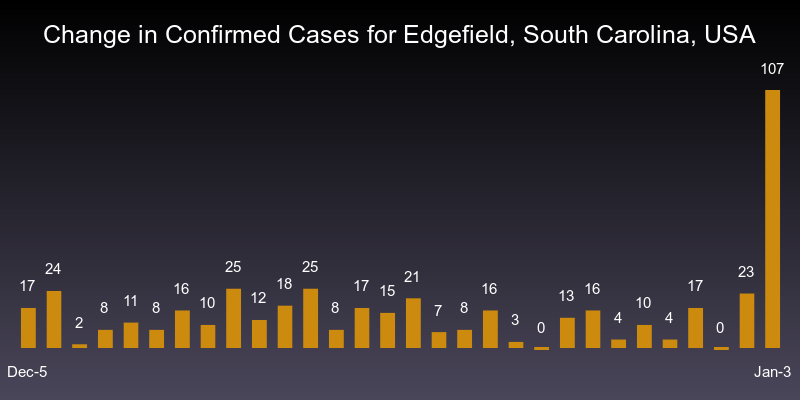 Change in Confirmed Cases for Edgefield, South Carolina, USA
107
25 25
24 23
21
17 18 17 17
16 16 16
15
12 13
11
10 10
8 8 8 7 8
2 3 0 4 4 0
Dec-5 Jan-3